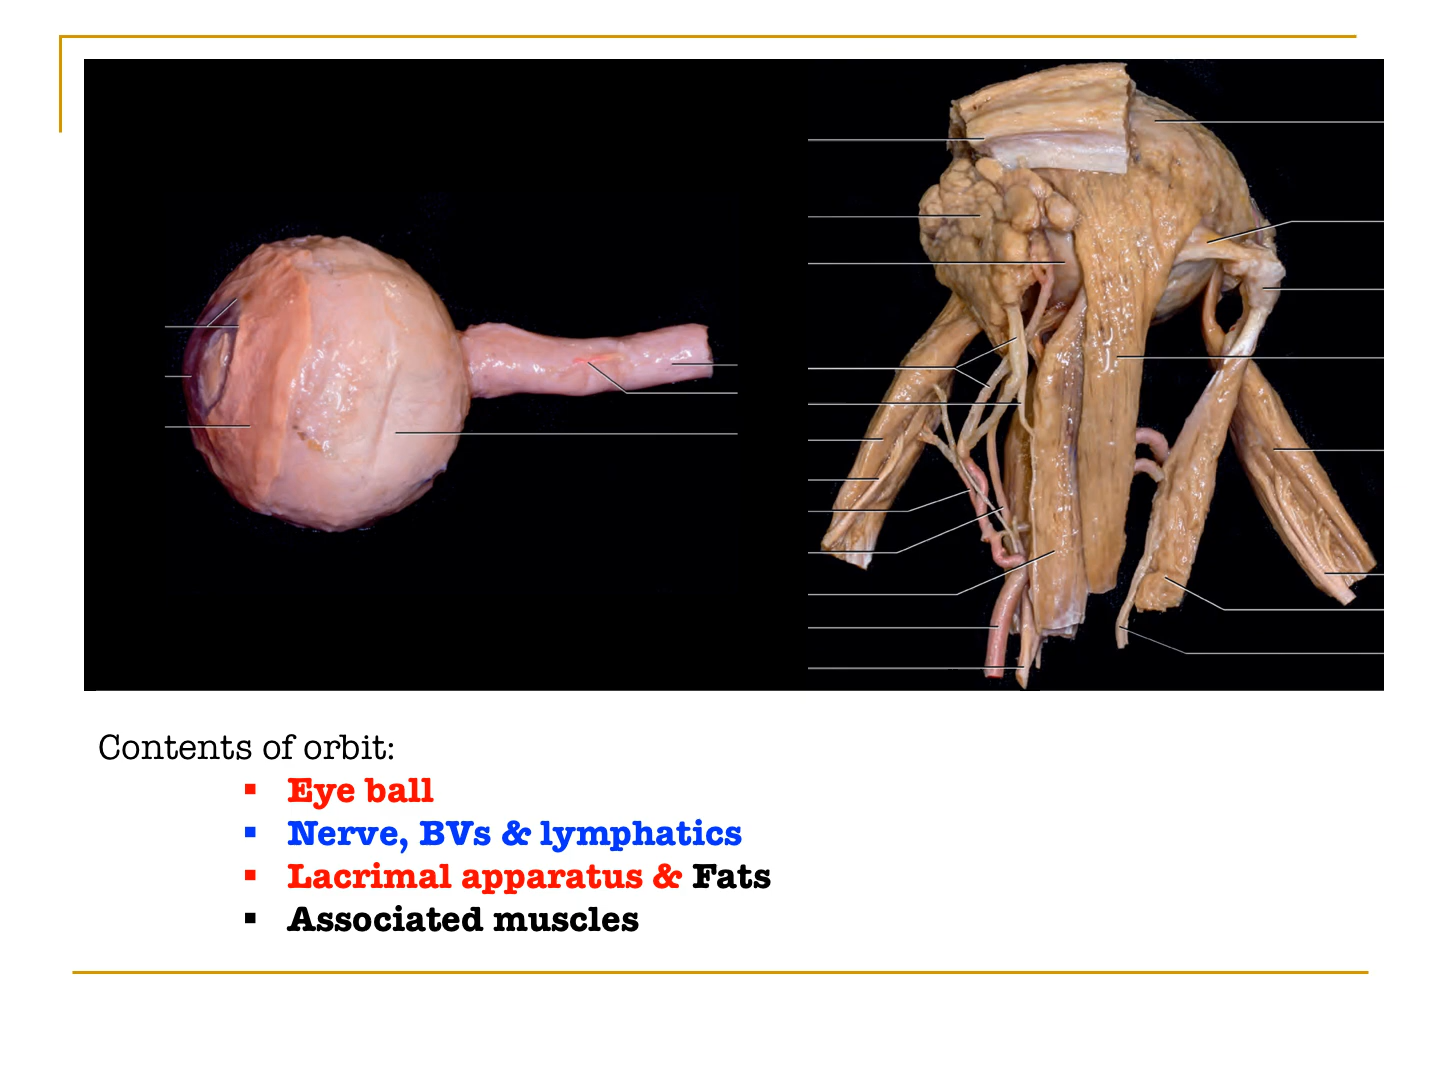 Contents of orbit:
▪ Eye ball
▪ Nerve, BVs & lymphatics
▪ Lacrimal apparatus & Fats
▪ Associated muscles